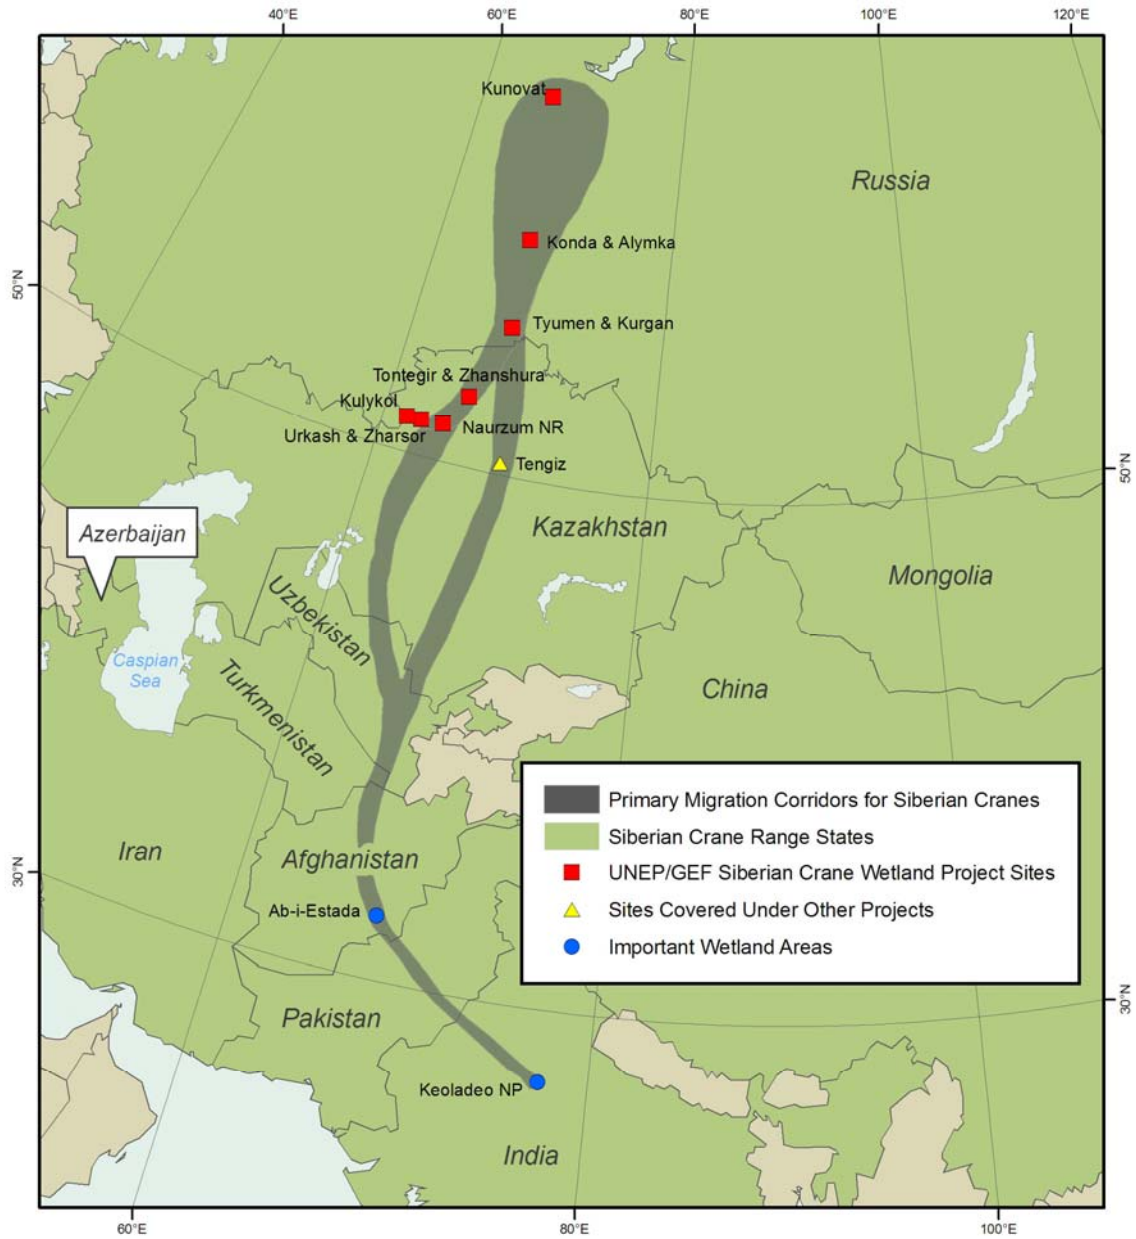 40°E
60°E
80°E
100°E
120°E
Kunovat
Russia
Konda & Alymka
50°N
Tyumen & Kurgan
Tontegir & Zhanshura
Kulykol
Urkash & Zharsor
Naurzum NR
Tengiz
50°N
Azerbaijan
Kazakhstan
Mongolia
Uzbekistan
Caspian
Sea
Turkmenistan
China
Primary Migration Corridors for Siberian Cranes
Siberian Crane Range States
Iran
Afghanistan
UNEP/GEF Siberian Crane Wetland Project Sites
30°N
Ab-i-Estada
Sites Covered Under Other Projects
Important Wetland Areas
30°N
Pakistan
Keoladeo NP
India
60°E
80°E
100°E